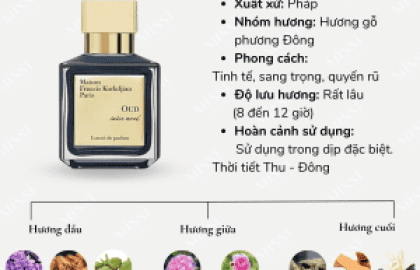 • Xuất xứ: Pháp
• Nhóm hương: Hương gỗ
phương Đông
• Phong cách:
Tinh tế, sang trọng, quyến rũ
• Độ lưu hương: Rất lâu
(8 đến 12 giờ)
• Hoàn cảnh sử dụng:
Sử dụng trong dịp đặc biệt.
Thời tiết Thu - Đông
Maison
Francis Kurkdjian
Paris
OUD
satin mood
Extrait de parfum
Hương đầu
Hương giữa
Hương cuối